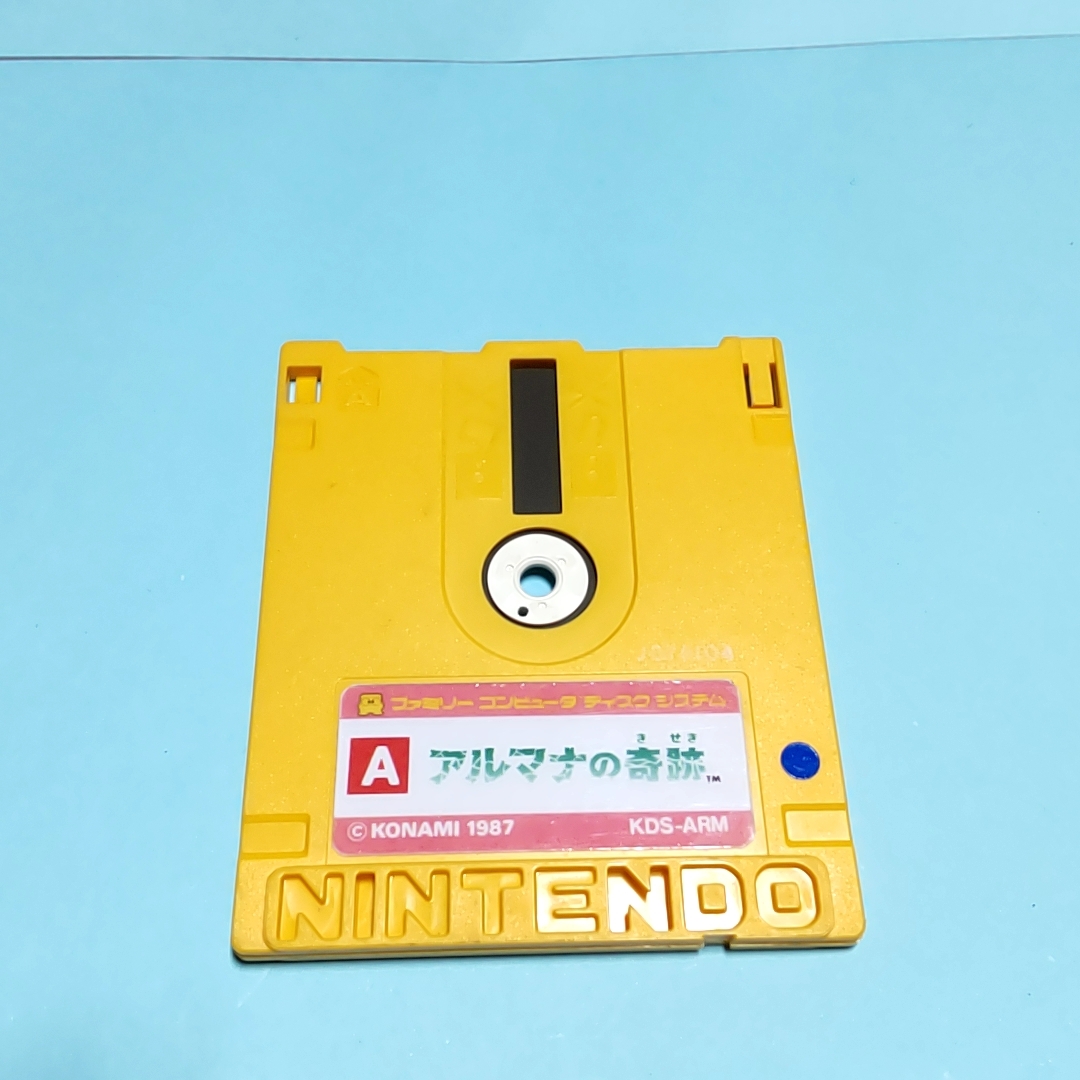 ファミリー コンピュータ ディスク システム
A
きせき
アルマナの奇跡™
© KONAMI 1987 KDS-ARM
NINTENDO